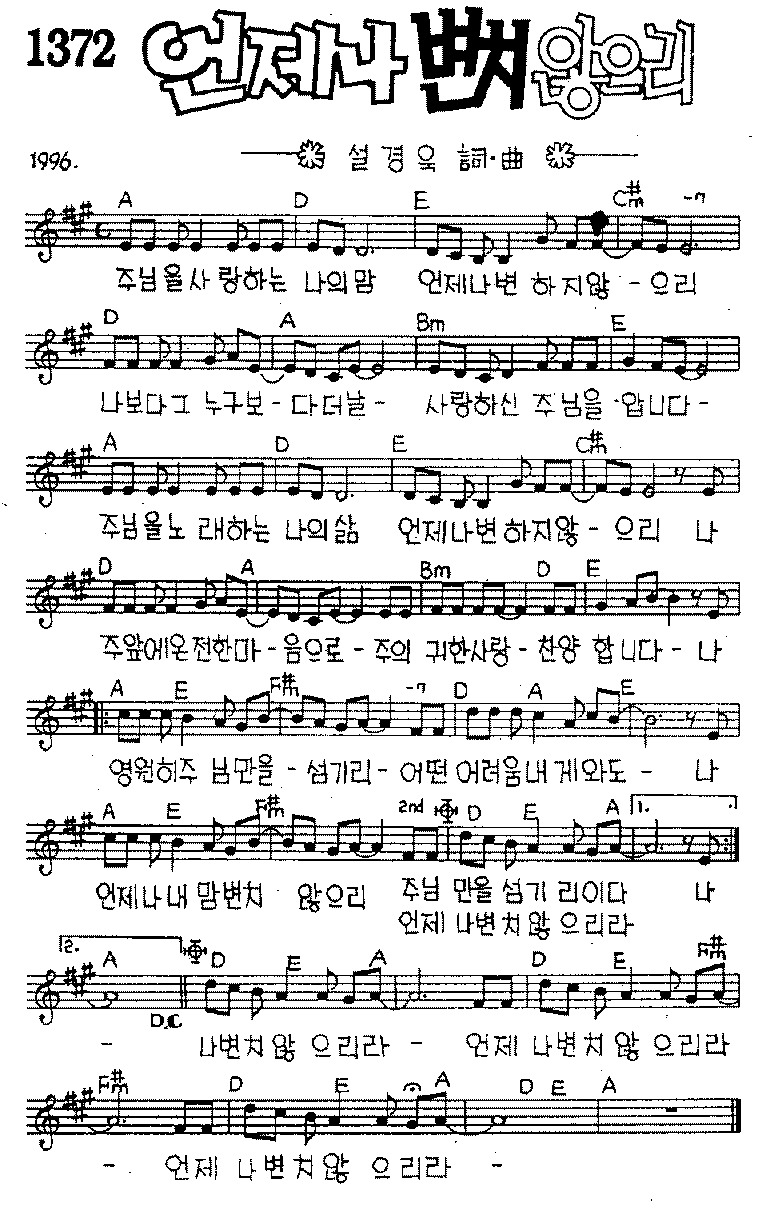 1372 언제나 변치 않으리
1996. 설경욱 詞·曲
A D E C#m -7
주님을사랑하는 나의맘 언제나변 하지않 - 으리
D A Bm E
나보다그 누구보 - 다더날 - 사랑하신 주님을 압니다 -
A D E C#m
주님을노 래하는 나의삶 언제나변하지않 - 으리 나
D A Bm D E
주앞에온전한마 - 음으로 - 주의 귀한사랑 - 찬양 합니다 - 나
A E F#m -7 D A E
영원히주 님만을 - 섬기리 - 어떤 어려움내게와도 - 나
A E F#m 2nd D E A 1.
언제나내 맘변치 않으리 주님 만을 섬기 리이다 나
언제 나변치않 으리라
2. A D E A D E F#m
D.C
- 나변치않 으리라 - 언제 나변치않 으리라
F#m D E A D E A
- 언제 나변치않 으리라 -